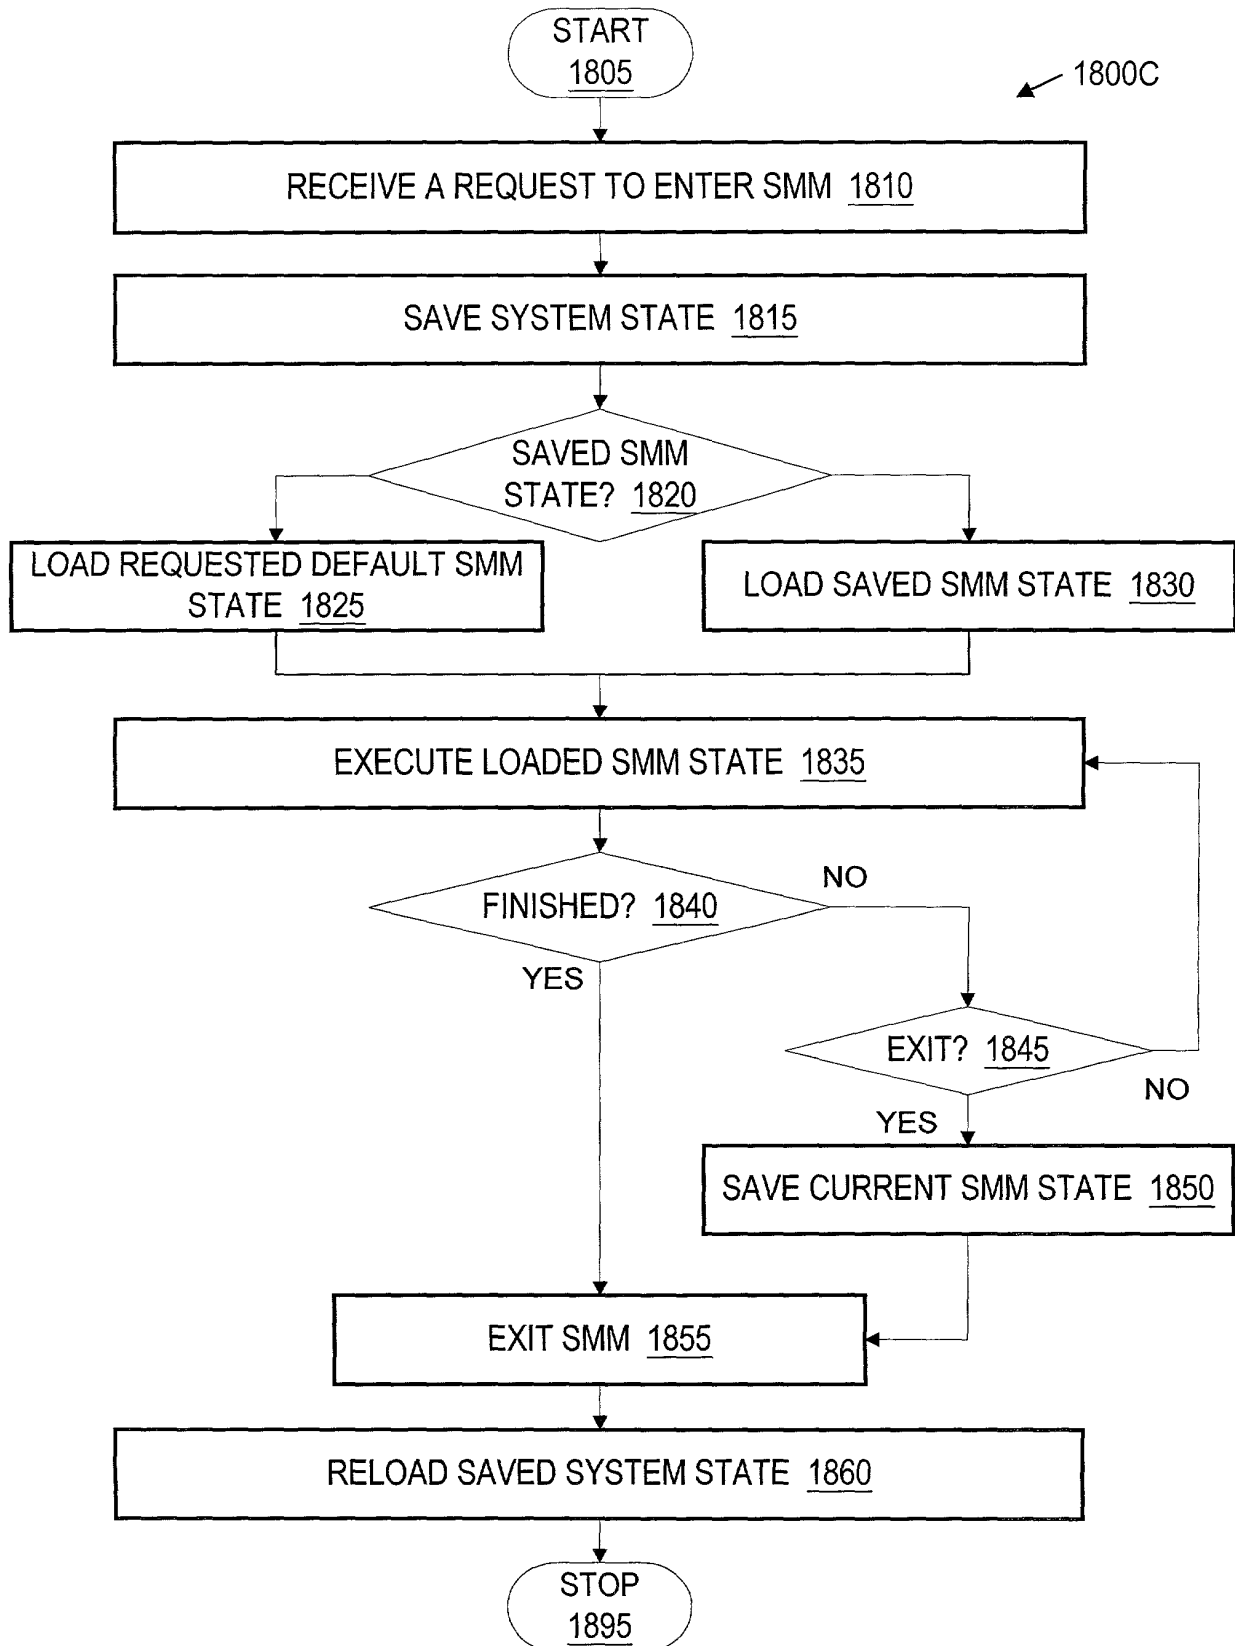 START
1805
1800C
RECEIVE A REQUEST TO ENTER SMM 1810
SAVE SYSTEM STATE 1815
SAVED SMM
STATE? 1820
LOAD REQUESTED DEFAULT SMM
STATE 1825
LOAD SAVED SMM STATE 1830
EXECUTE LOADED SMM STATE 1835
FINISHED? 1840
NO
YES
EXIT? 1845
NO
YES
SAVE CURRENT SMM STATE 1850
EXIT SMM 1855
RELOAD SAVED SYSTEM STATE 1860
STOP
1895